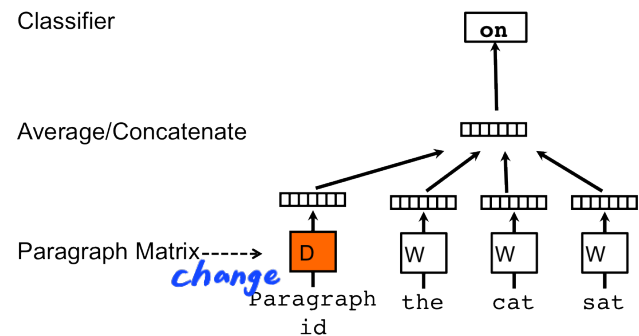 Classifier
on
Average/Concatenate
Paragraph Matrix
D
W
W
W
change
Paragraph
id
the
cat
sat